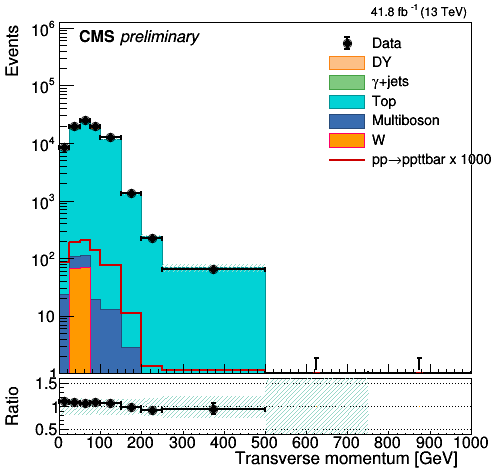 41.8 fb⁻¹ (13 TeV)
CMS preliminary
Events
10⁶
10⁵
10⁴
10³
10²
10
1
Data
DY
γ+jets
Top
Multiboson
W
pp→ppttbar x 1000
Ratio
1.5
1
0.5
0 100 200 300 400 500 600 700 800 900 1000
Transverse momentum [GeV]